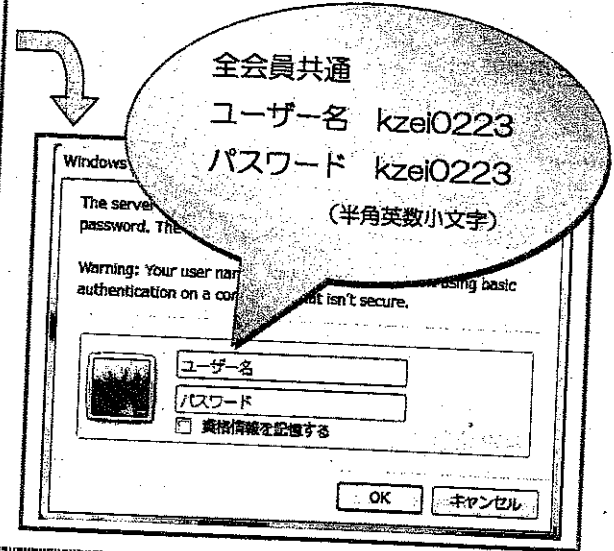 全会員共通
ユーザー名 kzei0223
パスワード kzei0223
(半角英数小文字)
Windows
The server
password. The
Warning: Your user nam using basic
authentication on a con at isn't secure.
ユーザー名
パスワード
資格情報を記憶する
OK キャンセル